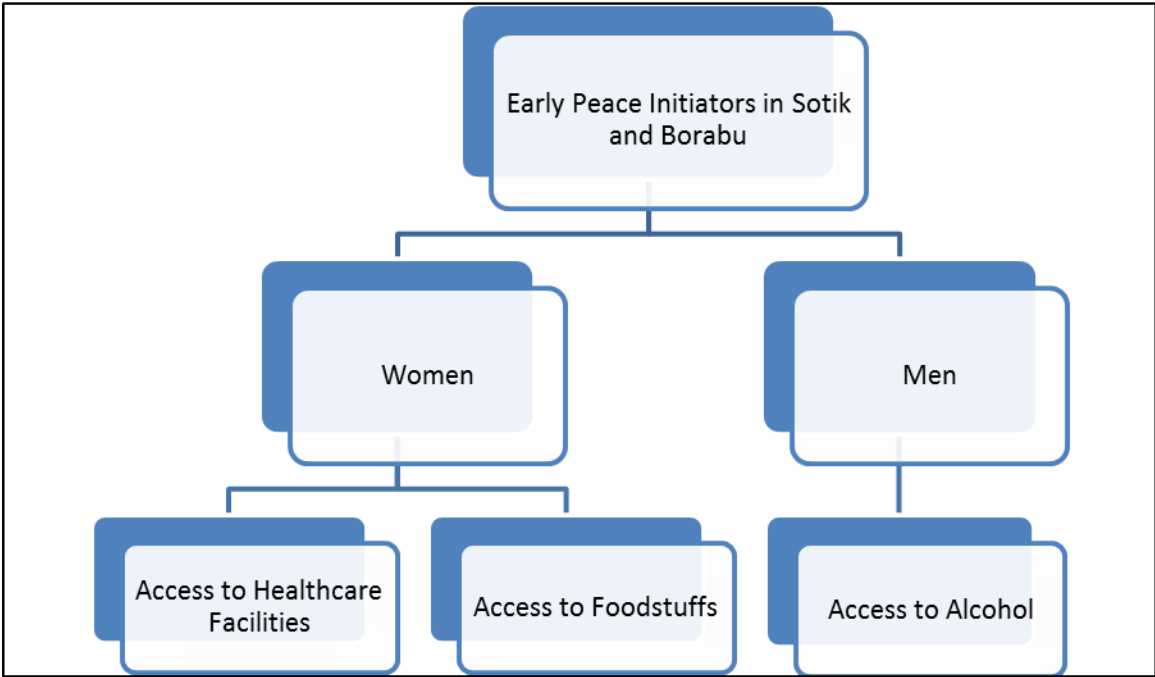 Early Peace Initiators in Sotik
and Borabu
Women
Men
Access to Healthcare
Facilities
Access to Foodstuffs
Access to Alcohol